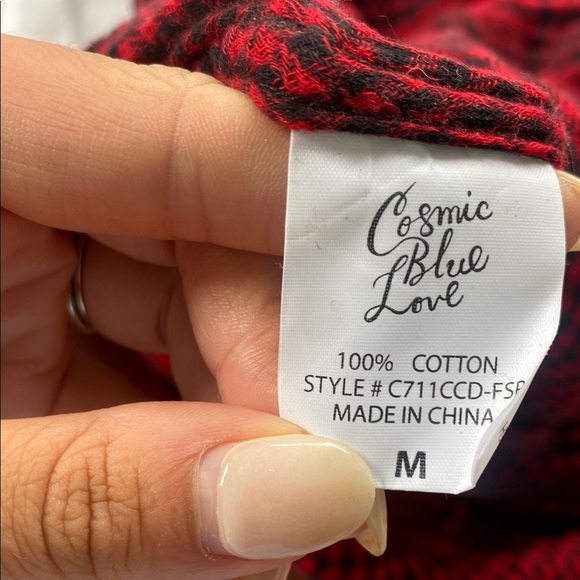 Cosmic
Blue
Love
100% COTTON
STYLE # C711CCD-FSP
MADE IN CHINA
M